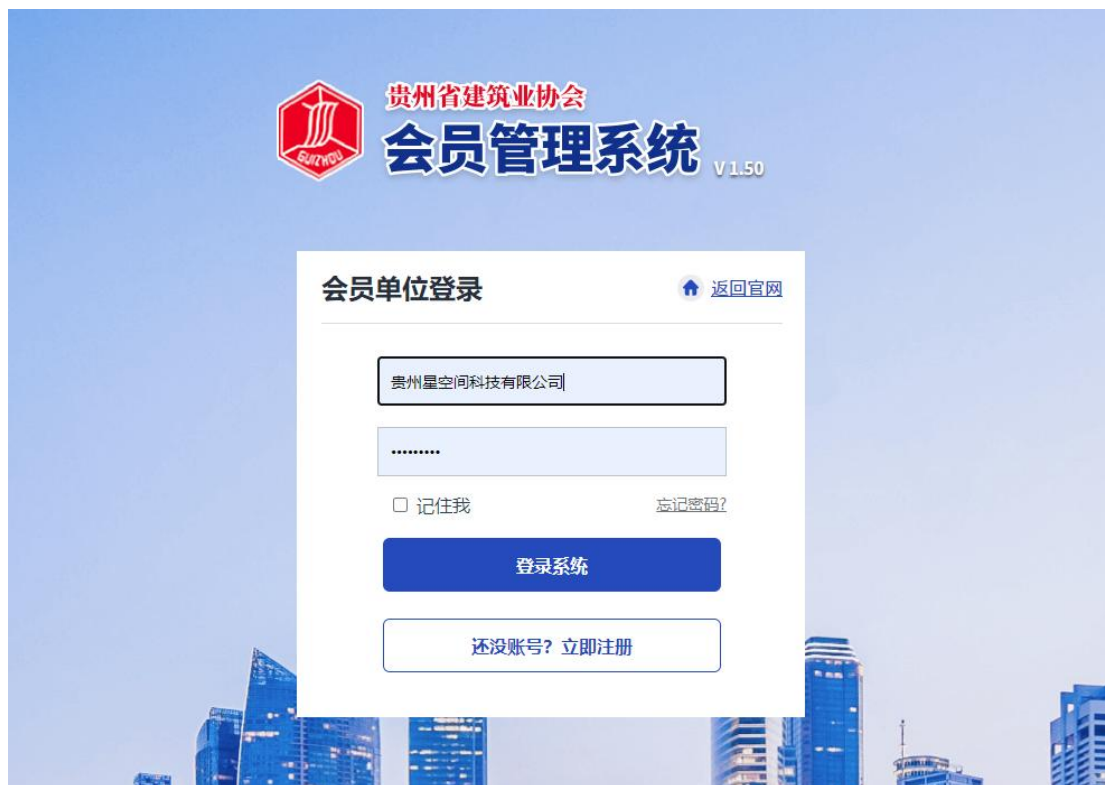 贵州省建筑业协会
会员管理系统 V 1.50
GUIZHOU
会员单位登录 返回官网
贵州星空间科技有限公司
•••••••••
记住我 忘记密码?
登录系统
还没账号? 立即注册